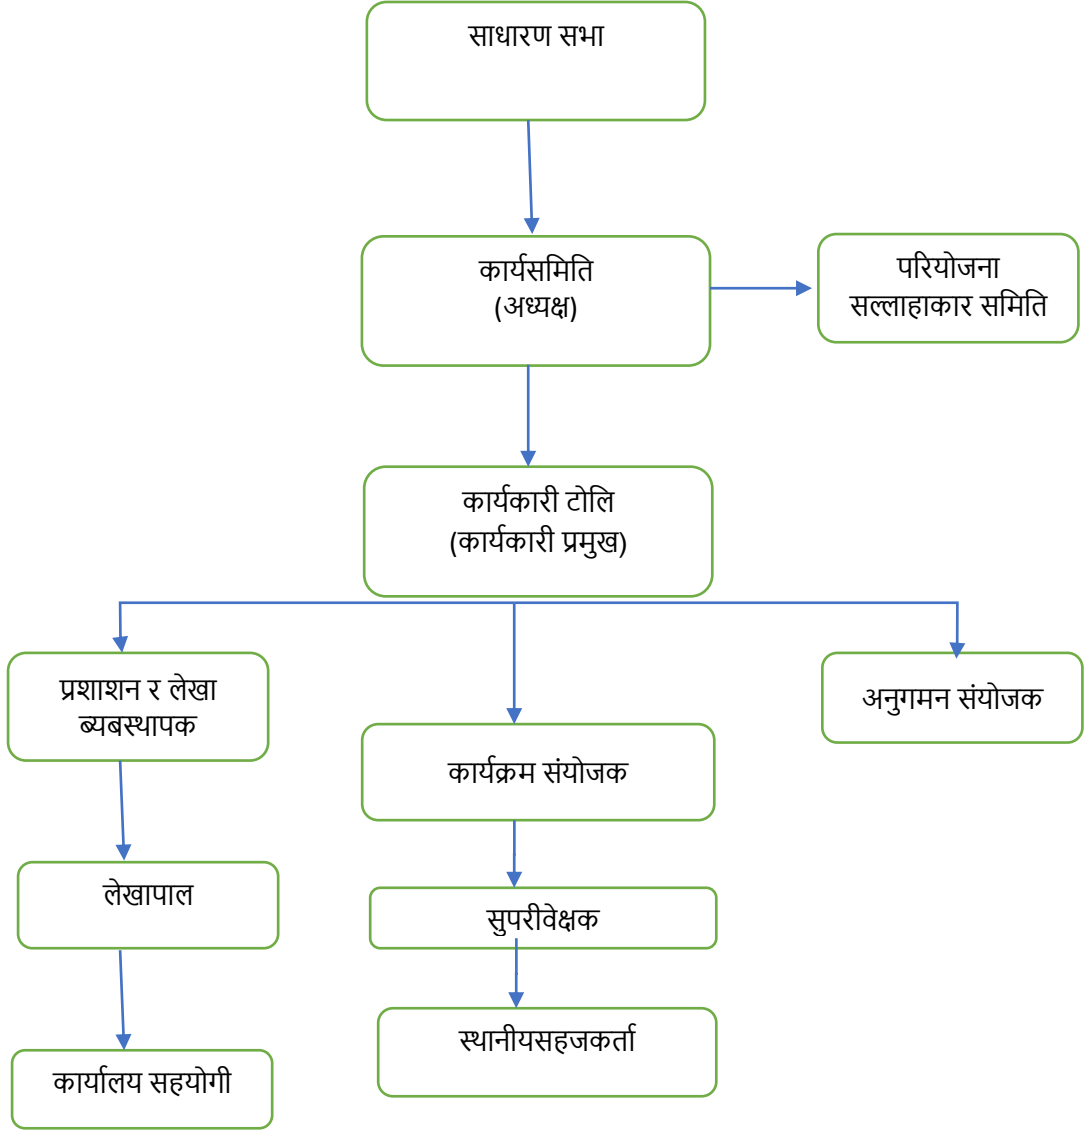 साधारण सभा
कार्यसमिति
(अध्यक्ष)
परियोजना
सल्लाहाकार समिति
कार्यकारी टोलि
(कार्यकारी प्रमुख)
प्रशाशन र लेखा
ब्यबस्थापक
अनुगमन संयोजक
कार्यक्रम संयोजक
लेखापाल
सुपरीवेक्षक
स्थानीयसहजकर्ता
कार्यालय सहयोगी